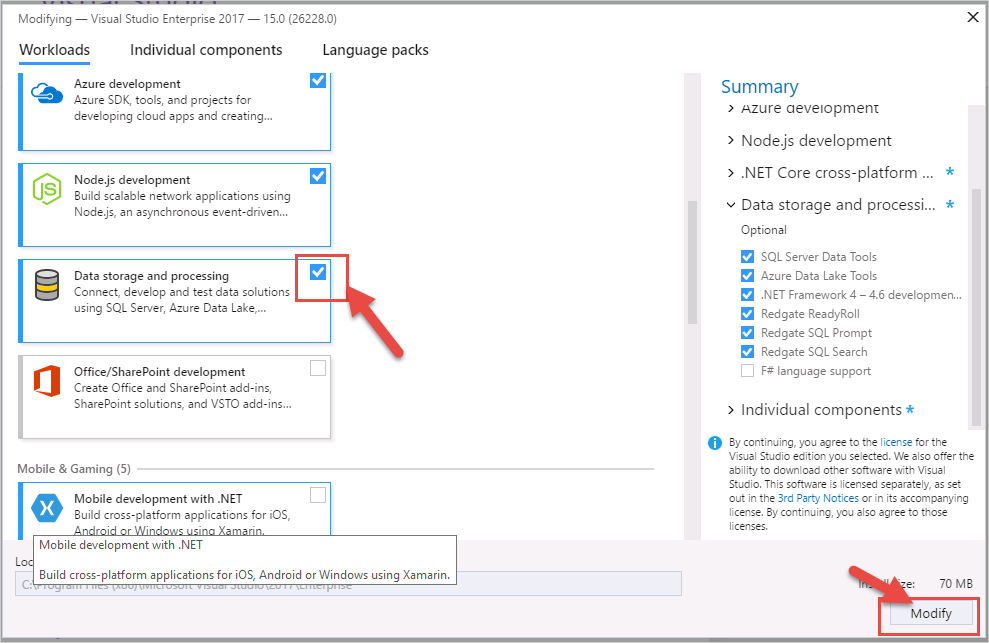 Modifying — Visual Studio Enterprise 2017 — 15.0 (26228.0)
Workloads
Individual components
Language packs
Azure development
Azure SDK, tools, and projects for
developing cloud apps and creating...
Node.js development
Build scalable network applications using
Node.js, an asynchronous event-driven...
Data storage and processing
Connect, develop and test data solutions
using SQL Server, Azure Data Lake,...
Office/SharePoint development
Create Office and SharePoint add-ins,
SharePoint solutions, and VSTO add-ins...
Mobile & Gaming (5)
Mobile development with .NET
Build cross-platform applications for iOS,
Android or Windows using Xamarin.
Mobile development with .NET
Build cross-platform applications for iOS, Android or Windows using Xamarin.
C:\Program Files (x86)\Microsoft Visual Studio\2017\Enterprise
Summary
Azure development
Node.js development
.NET Core cross-platform ... *
Data storage and processi... *
Optional
SQL Server Data Tools
Azure Data Lake Tools
.NET Framework 4 – 4.6 developmen...
Redgate ReadyRoll
Redgate SQL Prompt
Redgate SQL Search
F# language support
Individual components *
By continuing, you agree to the license for the
Visual Studio edition you selected. We also offer the
ability to download other software with Visual
Studio. This software is licensed separately, as set
out in the 3rd Party Notices or in its accompanying
license. By continuing, you also agree to those
licenses.
70 MB
Modify